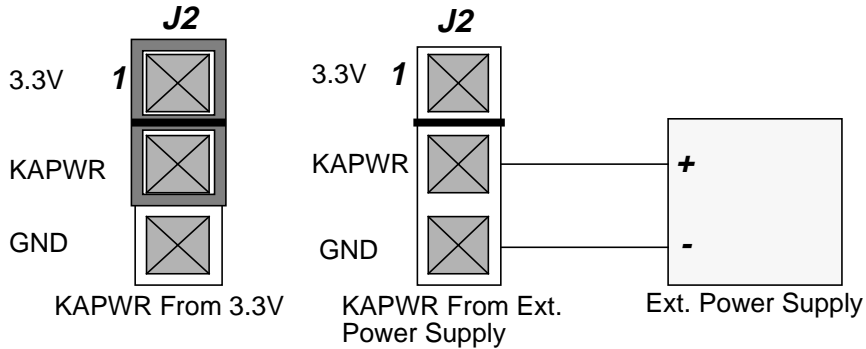 J2
3.3V 1
KAPWR
GND
KAPWR From 3.3V
J2
3.3V 1
KAPWR
GND
KAPWR From Ext.
Power Supply
+
-
Ext. Power Supply